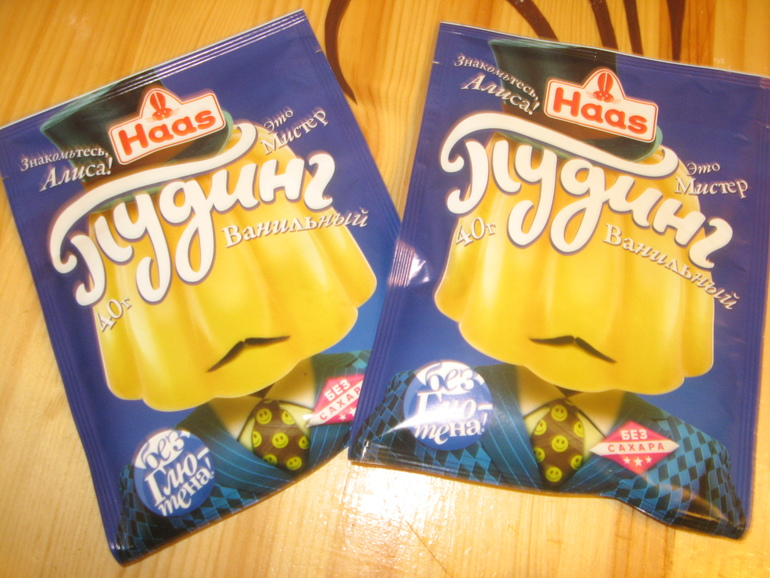 Знакомьтесь,
Алиса!
Haas
Это
Мистер
Пудинг
Ванильный
40г
без
Глю-
тена!
БЕЗ
САХАРА
Знакомьтесь,
Алиса!
Haas
Это
Мистер
Пудинг
Ванильный
40г
без
Глю-
тена!
БЕЗ
САХАРА